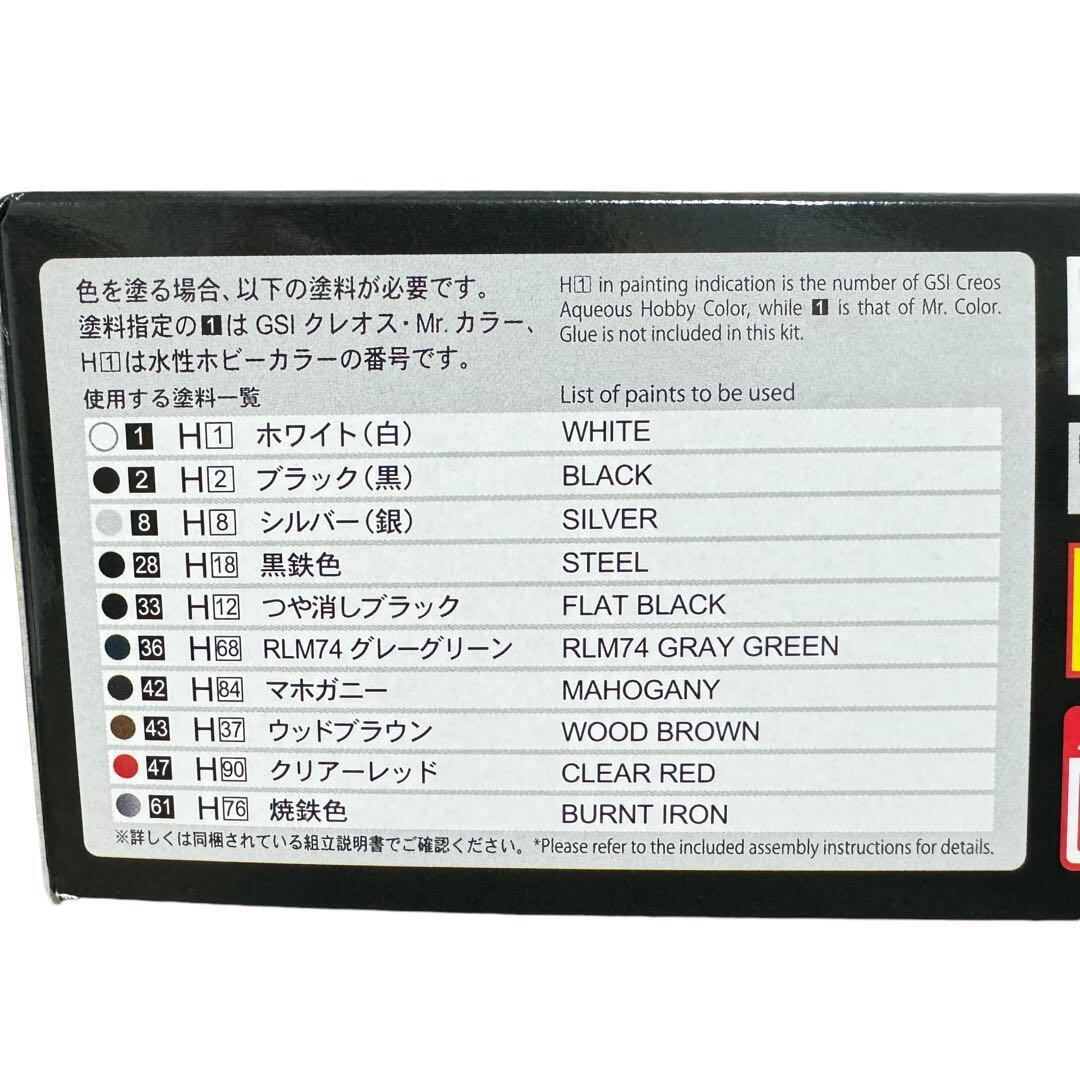 色を塗る場合、以下の塗料が必要です。
塗料指定の1はGSI クレオス・Mr. カラー、
H1は水性ホビーカラーの番号です。
H1 in painting indication is the number of GSI Creos
Aqueous Hobby Color, while 1 is that of Mr. Color.
Glue is not included in this kit.
使用する塗料一覧 List of paints to be used
1 H1 ホワイト(白) WHITE
2 H2 ブラック(黒) BLACK
8 H8 シルバー(銀) SILVER
28 H18 黒鉄色 STEEL
33 H12 つや消しブラック FLAT BLACK
36 H68 RLM74 グレーグリーン RLM74 GRAY GREEN
42 H84 マホガニー MAHOGANY
43 H37 ウッドブラウン WOOD BROWN
47 H90 クリアーレッド CLEAR RED
61 H76 焼鉄色 BURNT IRON
※詳しくは同梱されている組立説明書でご確認ください。 *Please refer to the included assembly instructions for details.